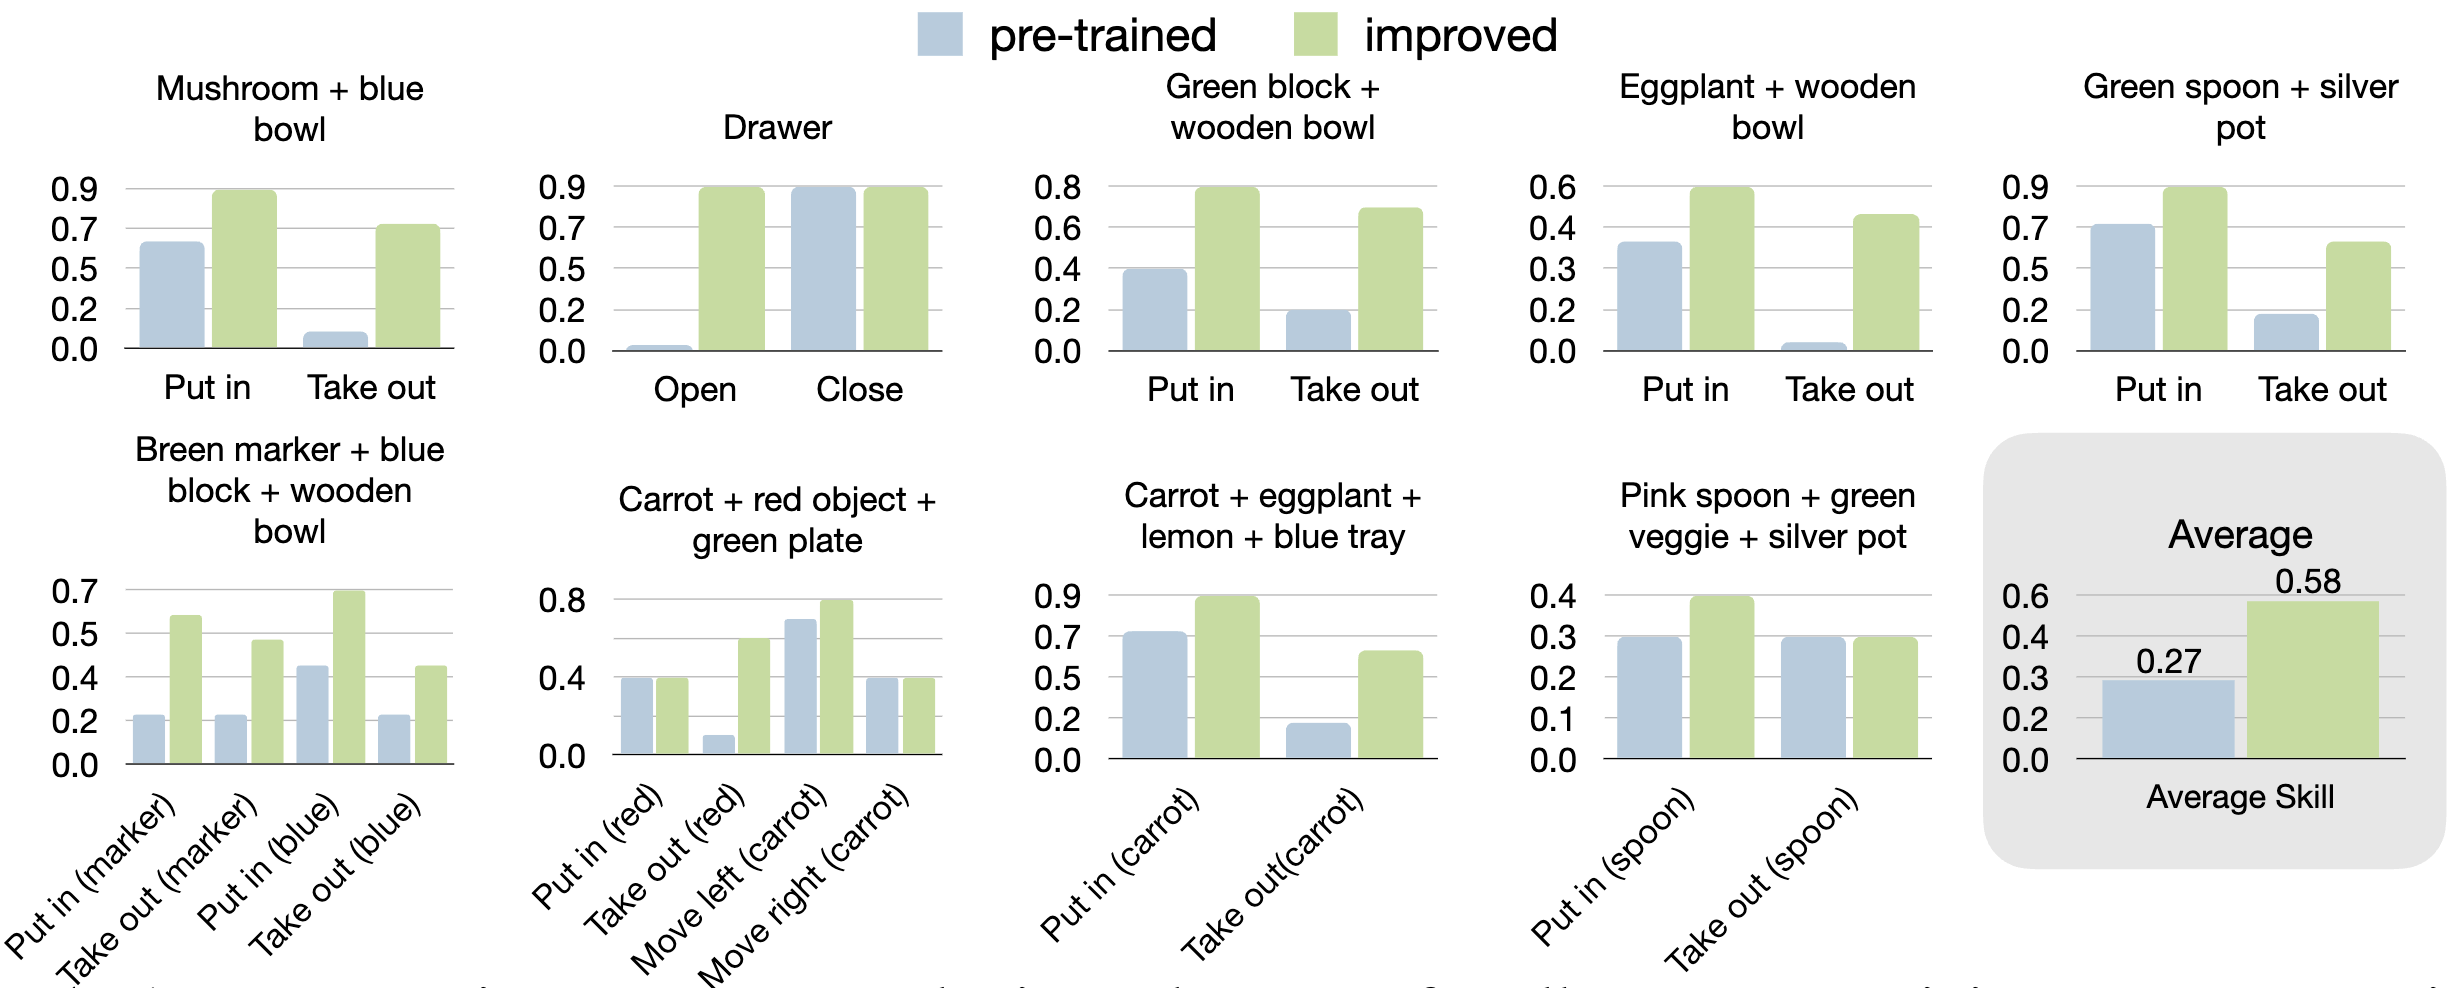 pre-trained
improved
Mushroom + blue
bowl
0.9
0.7
0.5
0.2
0.0
Put in
Take out
Drawer
0.9
0.7
0.5
0.2
0.0
Open
Close
Green block +
wooden bowl
0.8
0.6
0.4
0.2
0.0
Put in
Take out
Eggplant + wooden
bowl
0.6
0.4
0.3
0.2
0.0
Put in
Take out
Green spoon + silver
pot
0.9
0.7
0.5
0.2
0.0
Put in
Take out
Breen marker + blue
block + wooden
bowl
0.7
0.5
0.4
0.2
0.0
Put in (marker)
Take out (marker)
Put in (blue)
Take out (blue)
Carrot + red object +
green plate
0.8
0.4
0.0
Put in (red)
Take out (red)
Move left (carrot)
Move right (carrot)
Carrot + eggplant +
lemon + blue tray
0.9
0.7
0.5
0.2
0.0
Put in (carrot)
Take out(carrot)
Pink spoon + green
veggie + silver pot
0.4
0.3
0.2
0.1
0.0
Put in (spoon)
Take out (spoon)
Average
0.6
0.4
0.3
0.2
0.0
0.27
0.58
Average Skill